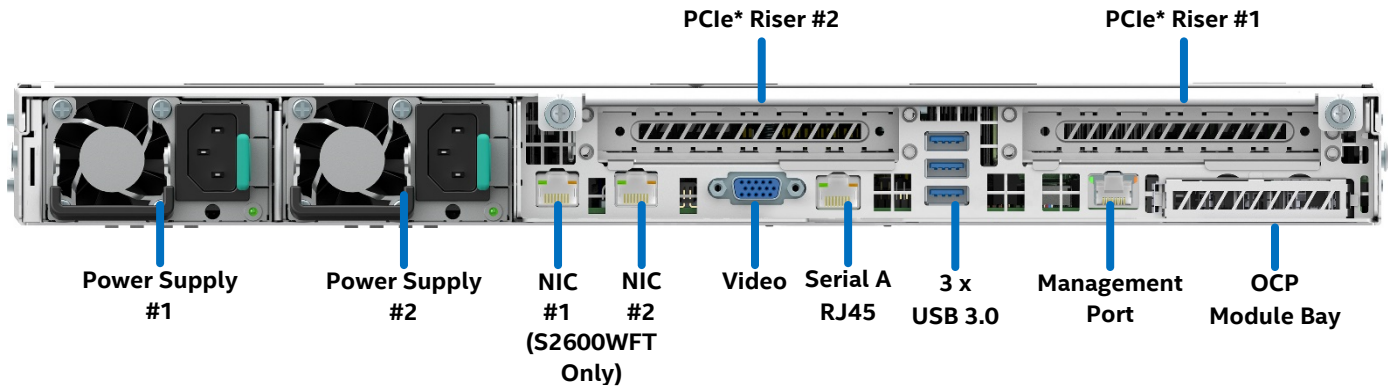 PCIe* Riser #2
PCIe* Riser #1
Power Supply
#1
Power Supply
#2
NIC
#1
(S2600WFT
Only)
NIC
#2
Video
Serial A
RJ45
3 x
USB 3.0
Management
Port
OCP
Module Bay